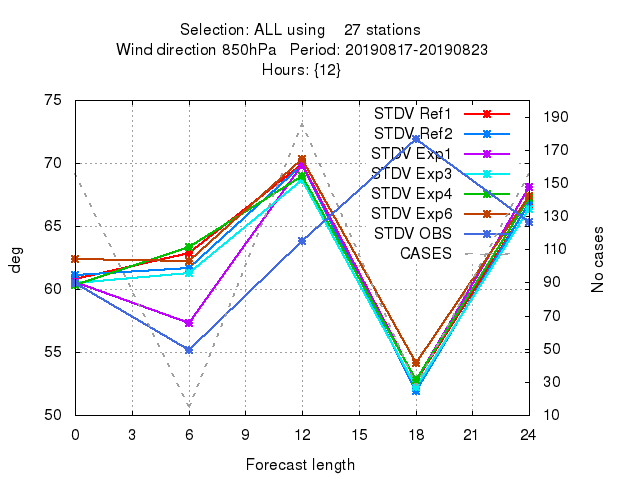 Selection: ALL using 27 stations
Wind direction 850hPa Period: 20190817-20190823
Hours: {12}
STDV Ref1
STDV Ref2
STDV Exp1
STDV Exp3
STDV Exp4
STDV Exp6
STDV OBS
CASES
75
70
65
60
55
50
deg
190
170
150
130
110
90
70
50
30
10
No cases
0 3 6 9 12 15 18 21 24
Forecast length